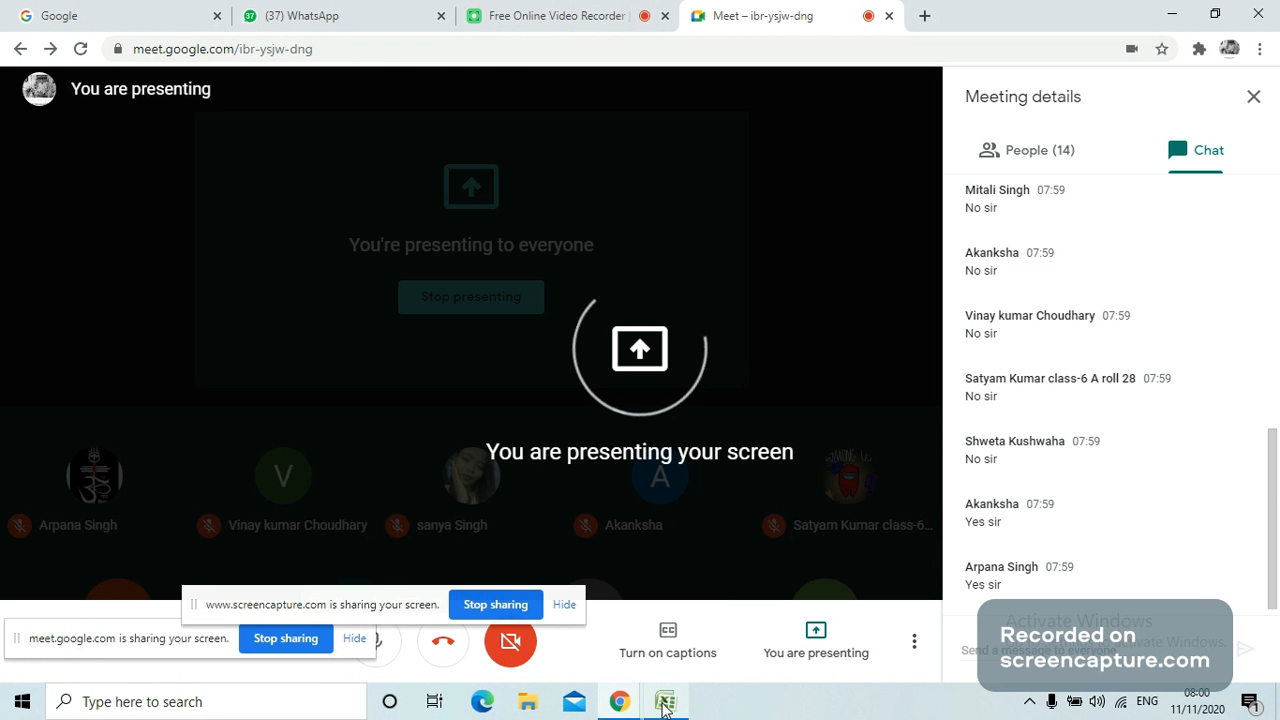 Google
(37) WhatsApp
Free Online Video Recorder |
Meet – ibr-ysjw-dng
meet.google.com/ibr-ysjw-dng
You are presenting
You're presenting to everyone
Stop presenting
You are presenting your screen
Arpana Singh
Vinay kumar Choudhary
sanya Singh
Akanksha
Satyam Kumar class-6...
Meeting details
People (14)
Chat
Mitali Singh 07:59
No sir
Akanksha 07:59
No sir
Vinay kumar Choudhary 07:59
No sir
Satyam Kumar class-6 A roll 28 07:59
No sir
Shweta Kushwaha 07:59
No sir
Akanksha 07:59
Yes sir
Arpana Singh 07:59
Yes sir
Send a message to everyone
Activate Windows
Activate Windows.
Recorded on
screencapture.com
www.screencapture.com is sharing your screen. Stop sharing Hide
meet.google.com is sharing your screen. Stop sharing Hide
Turn on captions
You are presenting
Type here to search
ENG
08:00
11/11/2020
1